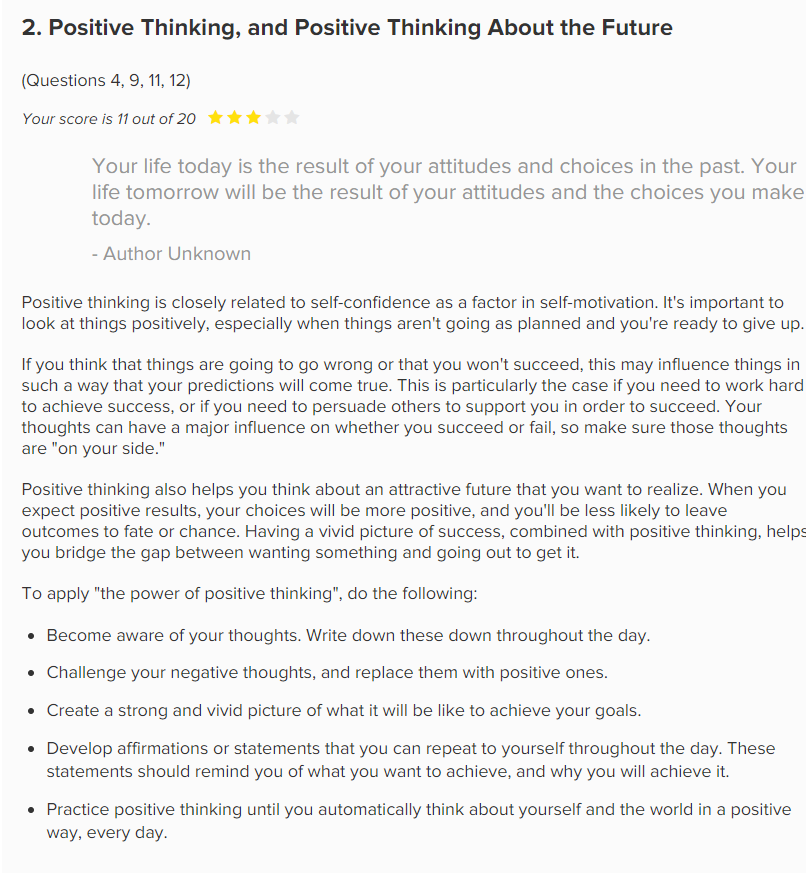 2. Positive Thinking, and Positive Thinking About the Future
(Questions 4, 9, 11, 12)
Your score is 11 out of 20
Your life today is the result of your attitudes and choices in the past. Your
life tomorrow will be the result of your attitudes and the choices you make
today.
- Author Unknown
Positive thinking is closely related to self-confidence as a factor in self-motivation. It's important to
look at things positively, especially when things aren't going as planned and you're ready to give up.
If you think that things are going to go wrong or that you won't succeed, this may influence things in
such a way that your predictions will come true. This is particularly the case if you need to work hard
to achieve success, or if you need to persuade others to support you in order to succeed. Your
thoughts can have a major influence on whether you succeed or fail, so make sure those thoughts
are "on your side."
Positive thinking also helps you think about an attractive future that you want to realize. When you
expect positive results, your choices will be more positive, and you'll be less likely to leave
outcomes to fate or chance. Having a vivid picture of success, combined with positive thinking, helps
you bridge the gap between wanting something and going out to get it.
To apply "the power of positive thinking", do the following:
• Become aware of your thoughts. Write down these down throughout the day.
• Challenge your negative thoughts, and replace them with positive ones.
• Create a strong and vivid picture of what it will be like to achieve your goals.
• Develop affirmations or statements that you can repeat to yourself throughout the day. These
statements should remind you of what you want to achieve, and why you will achieve it.
• Practice positive thinking until you automatically think about yourself and the world in a positive
way, every day.